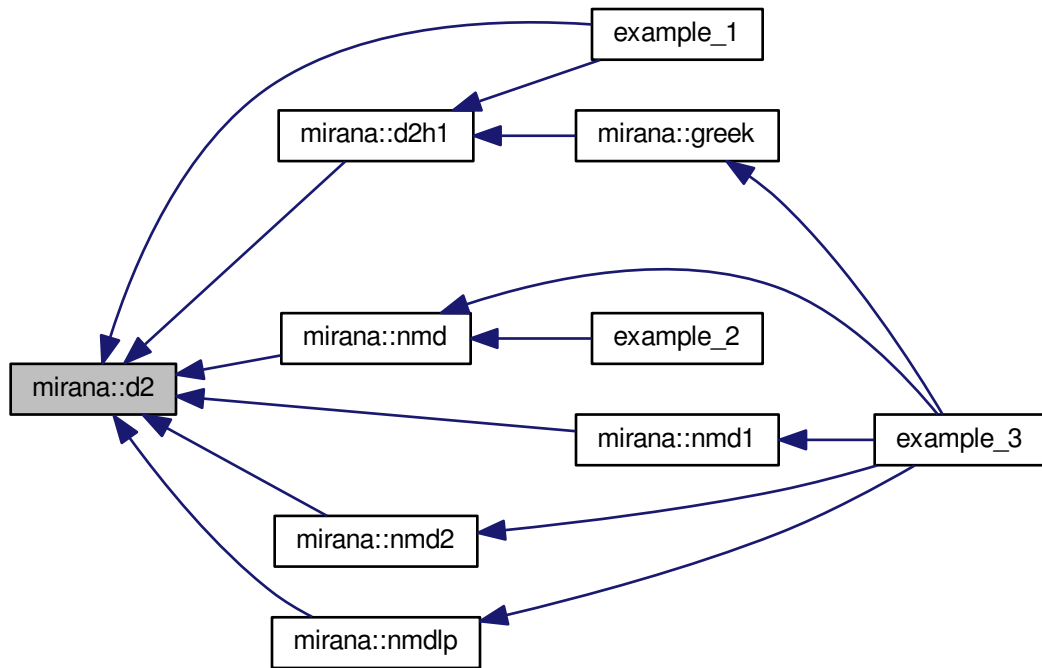 example_1
mirana::d2h1
mirana::greek
mirana::nmd
example_2
mirana::d2
mirana::nmd1
example_3
mirana::nmd2
mirana::nmdlp